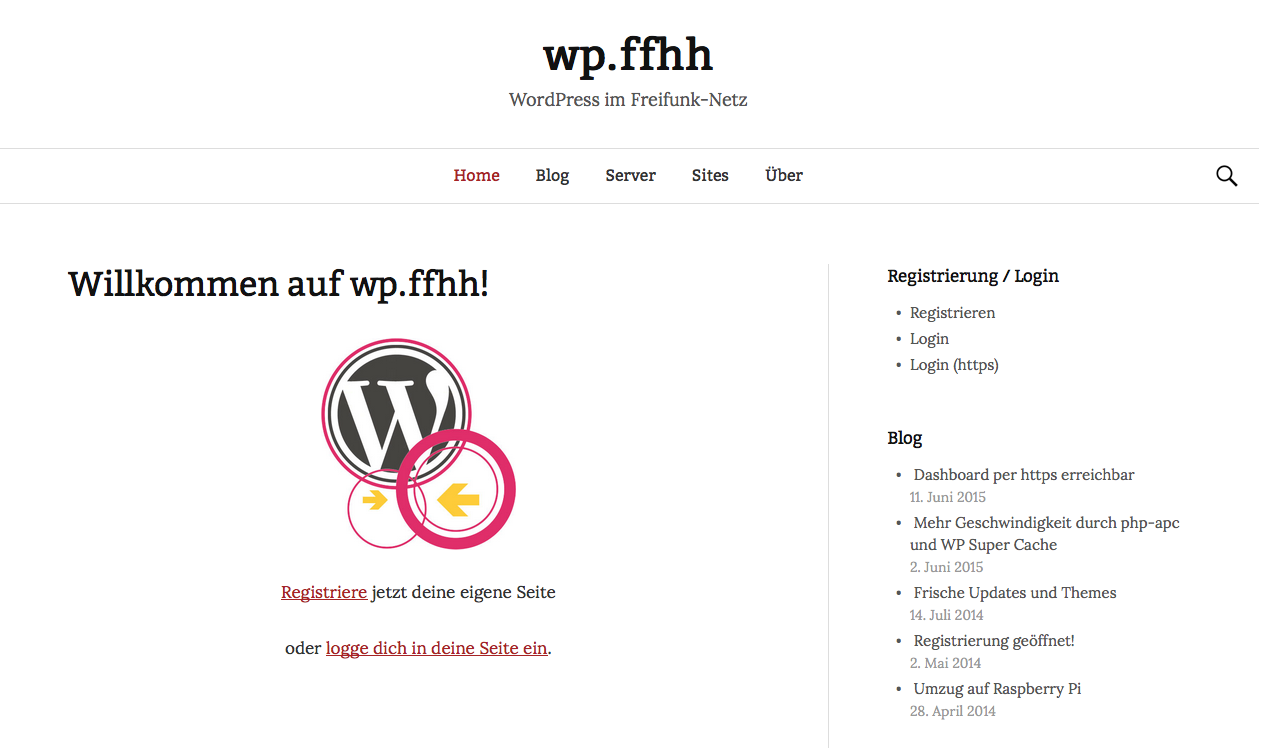 wp.ffhh
WordPress im Freifunk-Netz
Home Blog Server Sites Über
Willkommen auf wp.ffhh!
W
Registriere jetzt deine eigene Seite
oder logge dich in deine Seite ein.
Registrierung / Login
• Registrieren
• Login
• Login (https)
Blog
• Dashboard per https erreichbar
11. Juni 2015
• Mehr Geschwindigkeit durch php-apc
und WP Super Cache
2. Juni 2015
• Frische Updates und Themes
14. Juli 2014
• Registrierung geöffnet!
2. Mai 2014
• Umzug auf Raspberry Pi
28. April 2014